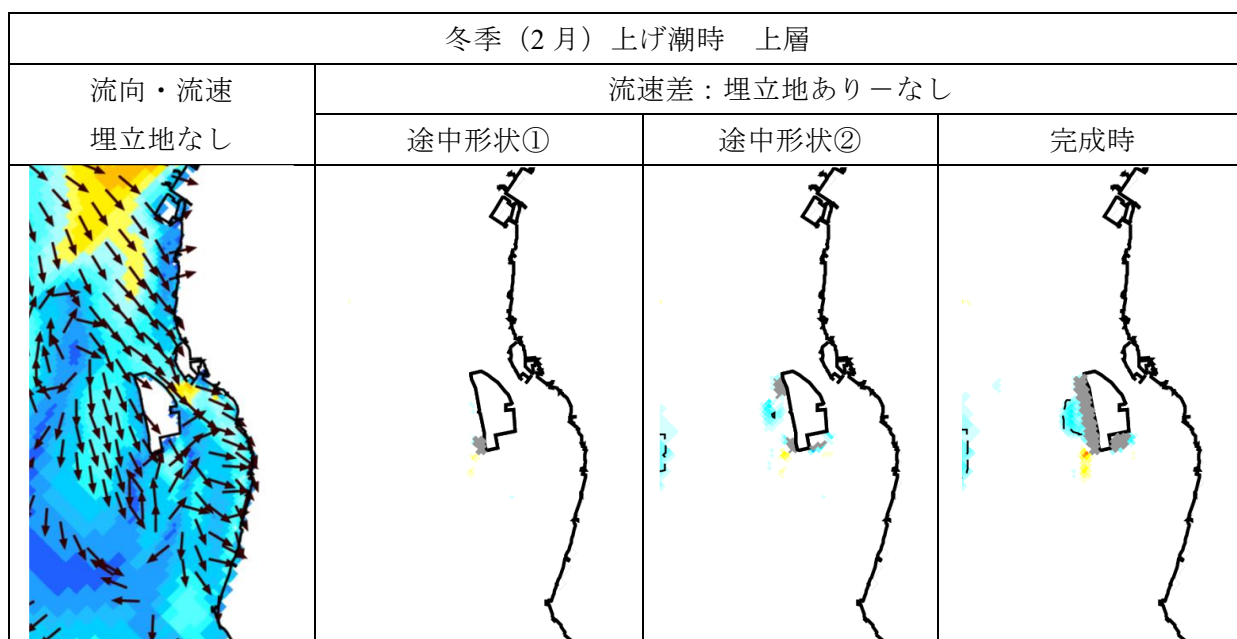 冬季（2 月）上げ潮時　上層
流向・流速
埋立地なし
流速差：埋立地あり－なし
途中形状①
途中形状②
完成時